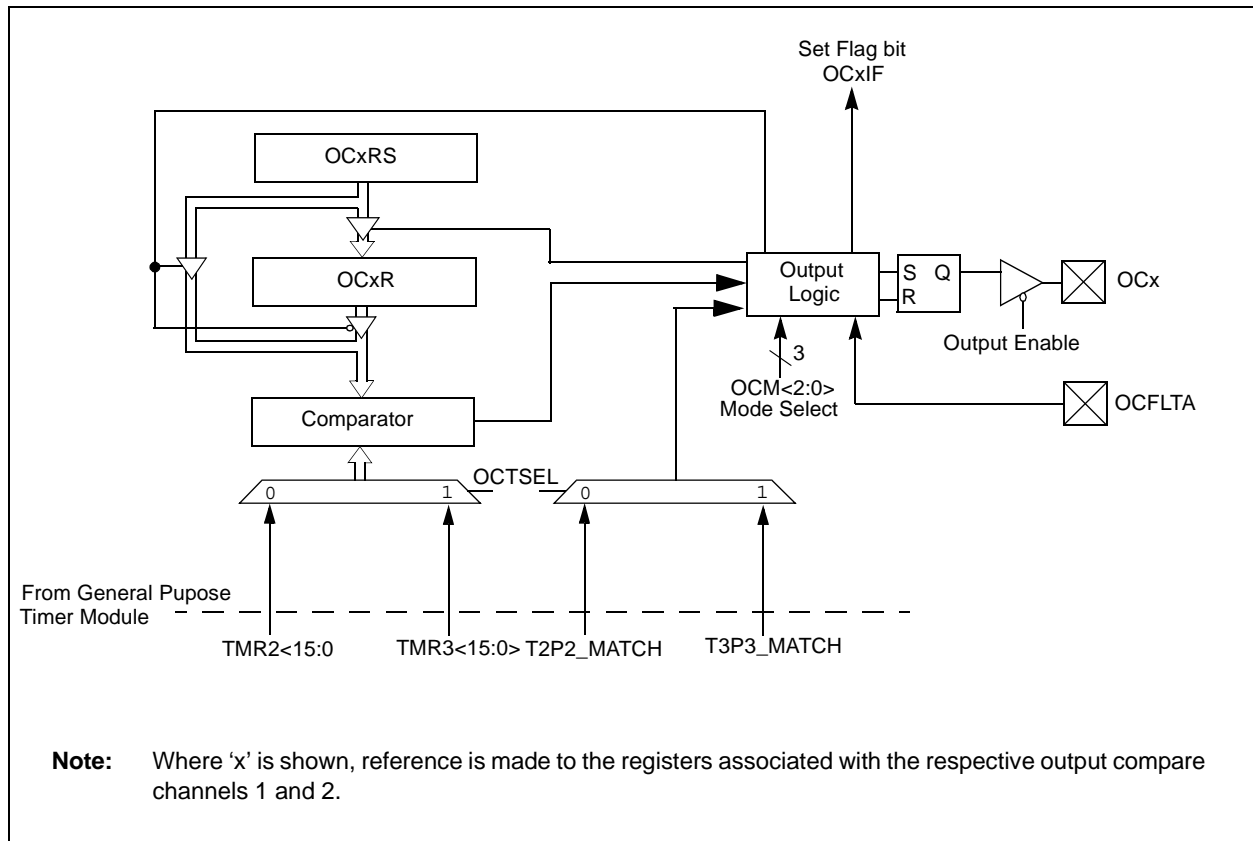 Set Flag bit
OCxIF
OCxRS
OCxR
Output
Logic
S Q
R
OCx
Output Enable
3
OCM<2:0>
Mode Select
OCFLTA
Comparator
0 1
OCTSEL
0 1
From General Pupose
Timer Module
TMR2<15:0
TMR3<15:0>
T2P2_MATCH
T3P3_MATCH
Note: Where ‘x’ is shown, reference is made to the registers associated with the respective output compare
channels 1 and 2.